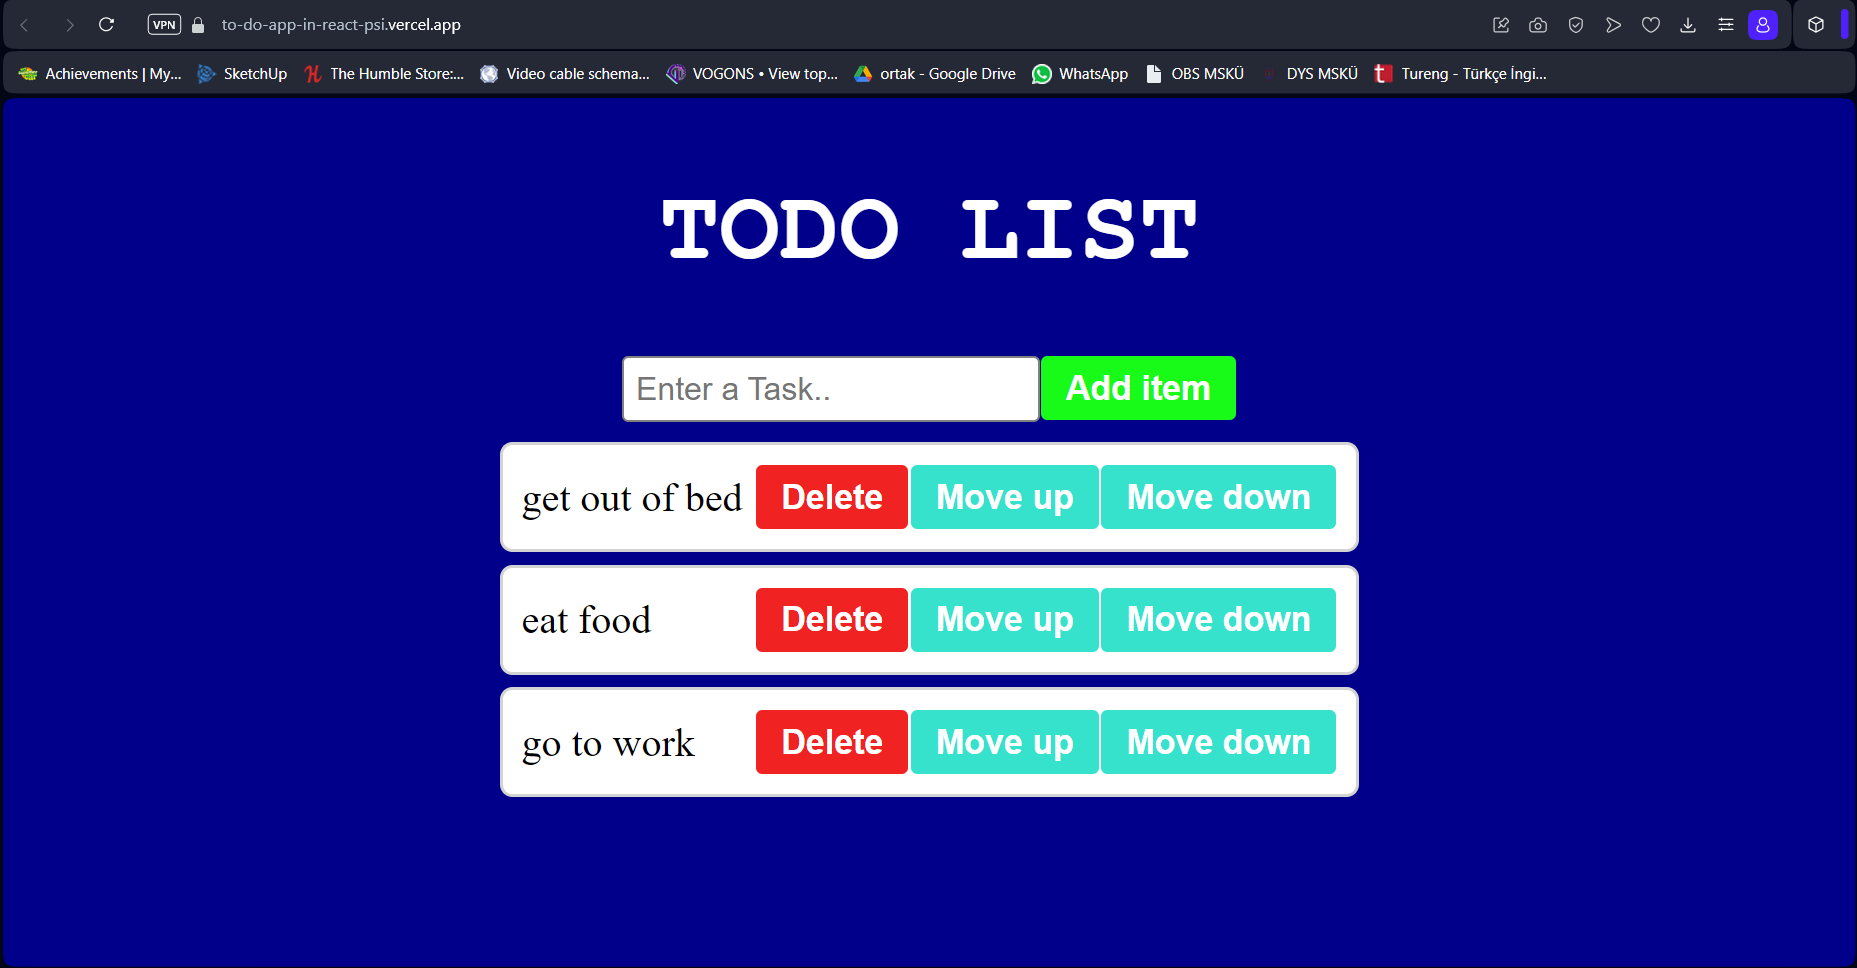 VPN to-do-app-in-react-psi.vercel.app
Achievements | My... SketchUp The Humble Store:... Video cable schema... VOGONS • View top... ortak - Google Drive WhatsApp OBS MSKÜ DYS MSKÜ Tureng - Türkçe İngi...
TODO LIST
Enter a Task.. Add item
get out of bed Delete Move up Move down
eat food Delete Move up Move down
go to work Delete Move up Move down